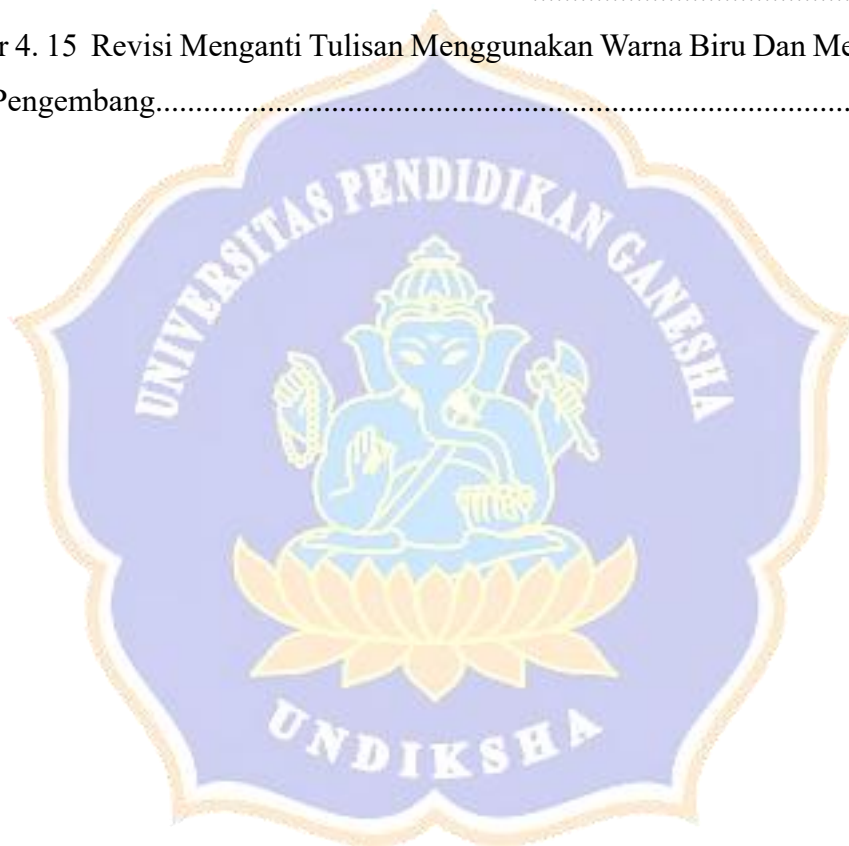 r 4. 15 Revisi Menganti Tulisan Menggunakan Warna Biru Dan Me
Pengembang
UNIVERSITAS PENDIDIKAN GANESHA
UNDIKSHA